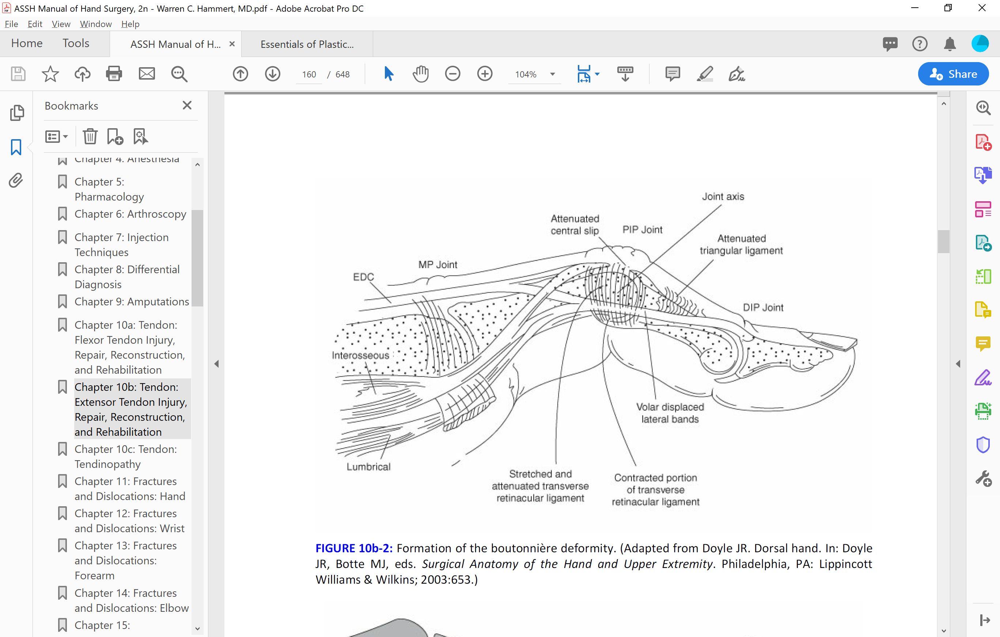 ASSH Manual of Hand Surgery, 2n - Warren C. Hammert, MD.pdf - Adobe Acrobat Pro DC
File Edit View Window Help
Home Tools ASSH Manual of H... Essentials of Plastic...
160 / 648 104% Share
Bookmarks
Chapter 4: Anesthesia
Chapter 5:
Pharmacology
Chapter 6: Arthroscopy
Chapter 7: Injection
Techniques
Chapter 8: Differential
Diagnosis
Chapter 9: Amputations
Chapter 10a: Tendon:
Flexor Tendon Injury,
Repair, Reconstruction,
and Rehabilitation
Chapter 10b: Tendon:
Extensor Tendon Injury,
Repair, Reconstruction,
and Rehabilitation
Chapter 10c: Tendon:
Tendinopathy
Chapter 11: Fractures
and Dislocations: Hand
Chapter 12: Fractures
and Dislocations: Wrist
Chapter 13: Fractures
and Dislocations:
Forearm
Chapter 14: Fractures
and Dislocations: Elbow
Chapter 15:
Joint axis
Attenuated
central slip
PIP Joint
Attenuated
triangular ligament
MP Joint
EDC
DIP Joint
Interosseous
Volar displaced
lateral bands
Lumbrical
Stretched and
attenuated transverse
retinacular ligament
Contracted portion
of transverse
retinacular ligament
FIGURE 10b-2: Formation of the boutonnière deformity. (Adapted from Doyle JR. Dorsal hand. In: Doyle
JR, Botte MJ, eds. Surgical Anatomy of the Hand and Upper Extremity. Philadelphia, PA: Lippincott
Williams & Wilkins; 2003:653.)